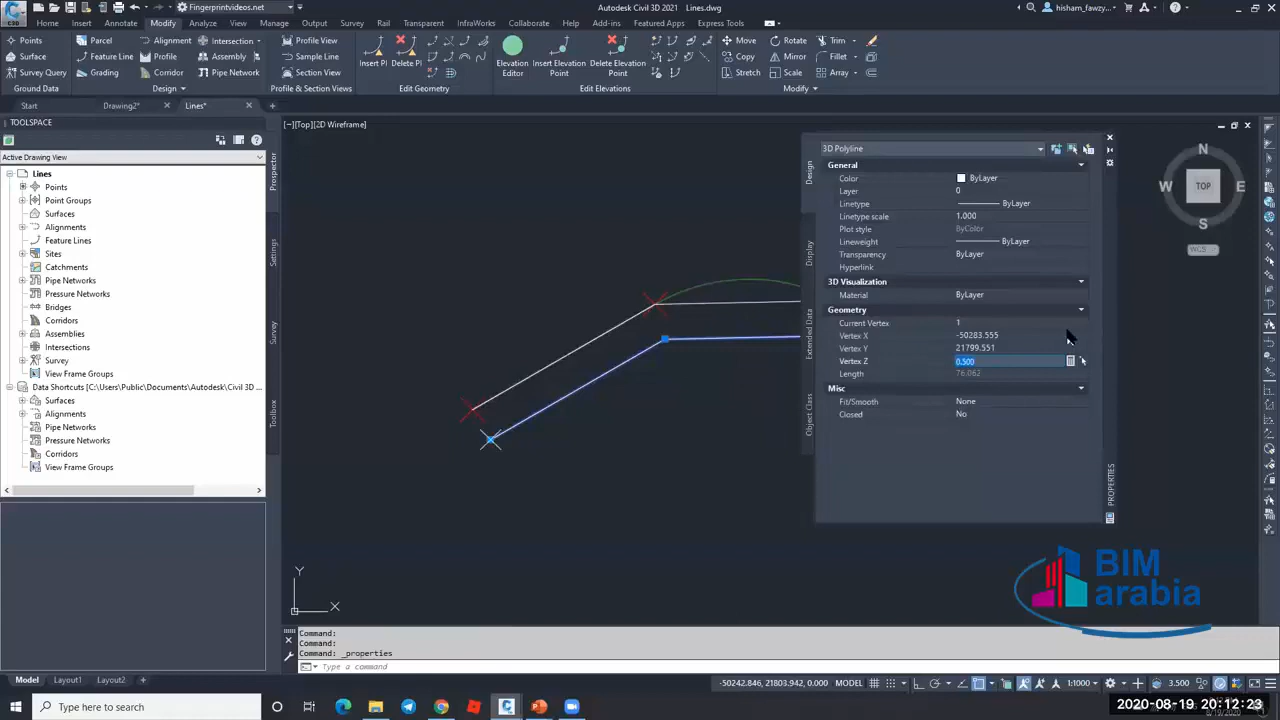 Fingerprintvideos.net
Autodesk Civil 3D 2021 Lines.dwg
hisham_fawzy...
Home Insert Annotate Modify Analyze View Manage Output Survey Rail Transparent InfraWorks Collaborate Help Add-ins Featured Apps Express Tools
Points Parcel Alignment Intersection Profile View
Surface Feature Line Profile Assembly Sample Line
Survey Query Grading Corridor Pipe Network Section View
Insert PI Delete PI
Elevation Editor Insert Elevation Point Delete Elevation Point
Move Rotate Trim
Copy Mirror Fillet
Stretch Scale Array
Ground Data Design Profile & Section Views Edit Geometry Edit Elevations Modify
Start Drawing2* Lines*
TOOLSPACE
[−][Top][2D Wireframe]
Active Drawing View
Lines
Points
Point Groups
Surfaces
Alignments
Feature Lines
Sites
Catchments
Pipe Networks
Pressure Networks
Bridges
Corridors
Assemblies
Intersections
Survey
View Frame Groups
Data Shortcuts [C:\Users\Public\Documents\Autodesk\Civil 3D ...
Surfaces
Alignments
Pipe Networks
Pressure Networks
Corridors
View Frame Groups
Prospector
Settings
Survey
Toolbox
3D Polyline
General
Color ByLayer
Layer 0
Linetype ByLayer
Linetype scale 1.000
Plot style ByColor
Lineweight ByLayer
Transparency ByLayer
Hyperlink
3D Visualization
Material ByLayer
Geometry
Current Vertex 1
Vertex X -50283.555
Vertex Y 21799.551
Vertex Z 0.500
Length 76.062
Misc
Fit/Smooth None
Closed No
Design
Display
Extended Data
Object Class
PROPERTIES
N
W TOP E
S
WCS
Y
X
BIM
arabia
Command:
Command:
Command: _properties
Type a command
Model Layout1 Layout2
-50242.846, 21803.942, 0.000 MODEL
1:1000
3.500
Type here to search
2020-08-19 20:12:23